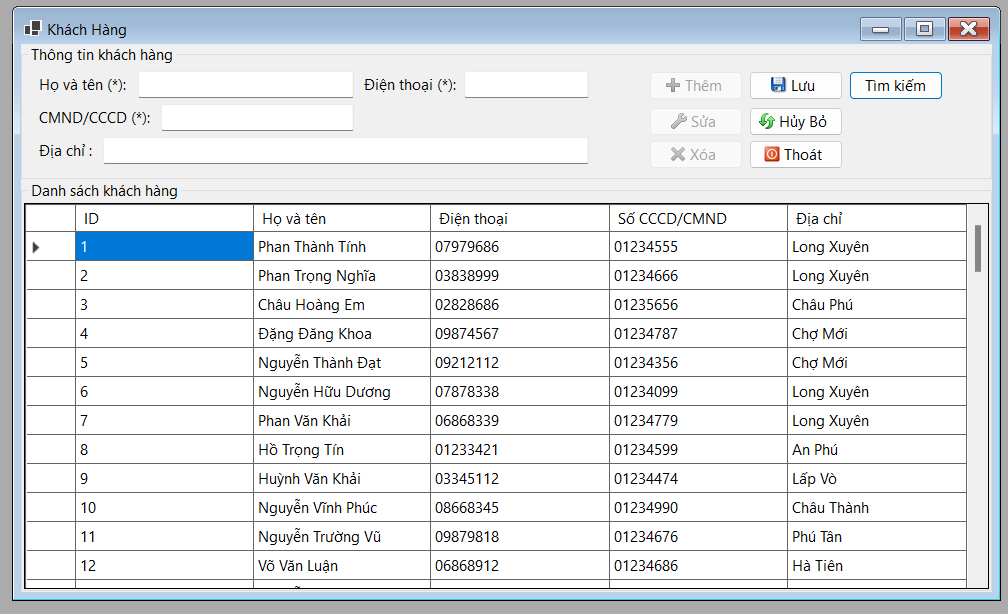 Khách Hàng
Thông tin khách hàng
Họ và tên (*): Điện thoại (*): Thêm Lưu Tìm kiếm
CMND/CCCD (*): Sửa Hủy Bỏ
Địa chỉ : Xóa Thoát
Danh sách khách hàng
ID Họ và tên Điện thoại Số CCCD/CMND Địa chỉ
1 Phan Thành Tính 07979686 01234555 Long Xuyên
2 Phan Trọng Nghĩa 03838999 01234666 Long Xuyên
3 Châu Hoàng Em 02828686 01235656 Châu Phú
4 Đặng Đăng Khoa 09874567 01234787 Chợ Mới
5 Nguyễn Thành Đạt 09212112 01234356 Chợ Mới
6 Nguyễn Hữu Dương 07878338 01234099 Long Xuyên
7 Phan Văn Khải 06868339 01234779 Long Xuyên
8 Hồ Trọng Tín 01233421 01234599 An Phú
9 Huỳnh Văn Khải 03345112 01234474 Lấp Vò
10 Nguyễn Vĩnh Phúc 08668345 01234990 Châu Thành
11 Nguyễn Trường Vũ 09879818 01234676 Phú Tân
12 Võ Văn Luận 06868912 01234686 Hà Tiên